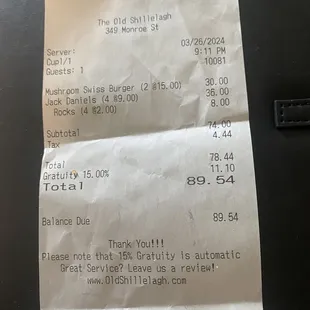 The Old Shillelagh
349 Monroe St
Server: 03/26/2024
Cupl/1 9:11 PM
Guests: 1 10081
Mushroom Swiss Burger (2 @15.00) 30.00
Jack Daniels (4 @9.00) 36.00
Rocks (4 @2.00) 8.00
Subtotal 74.00
Tax 4.44
Total 78.44
Gratuity 15.00% 11.10
Total 89.54
Balance Due 89.54
Thank You!!!
Please note that 15% Gratuity is automatic
Great Service? Leave us a review!
www.OldShillelagh.com